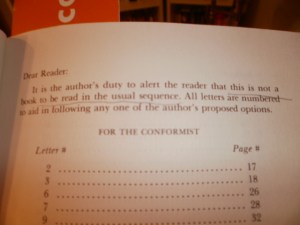 Dear Reader:
It is the author's duty to alert the reader that this is not a
book to be read in the usual sequence. All letters are numbered
to aid in following any one of the author's proposed options.
FOR THE CONFORMIST
Letter # Page #
2 .......................... 17
3 .......................... 18
6 .......................... 26
7 .......................... 28
9 .......................... 32